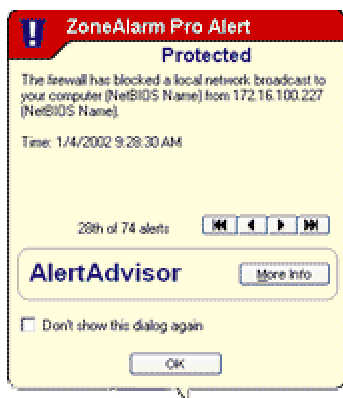 ZoneAlarm Pro Alert
Protected
The firewall has blocked a local network broadcast to
your computer (NetBIOS Name) from 172.16.100.227
(NetBIOS Name).
Time: 1/4/2002 9:28:30 AM
28th of 74 alerts
AlertAdvisor
More Info
Don't show this dialog again
OK